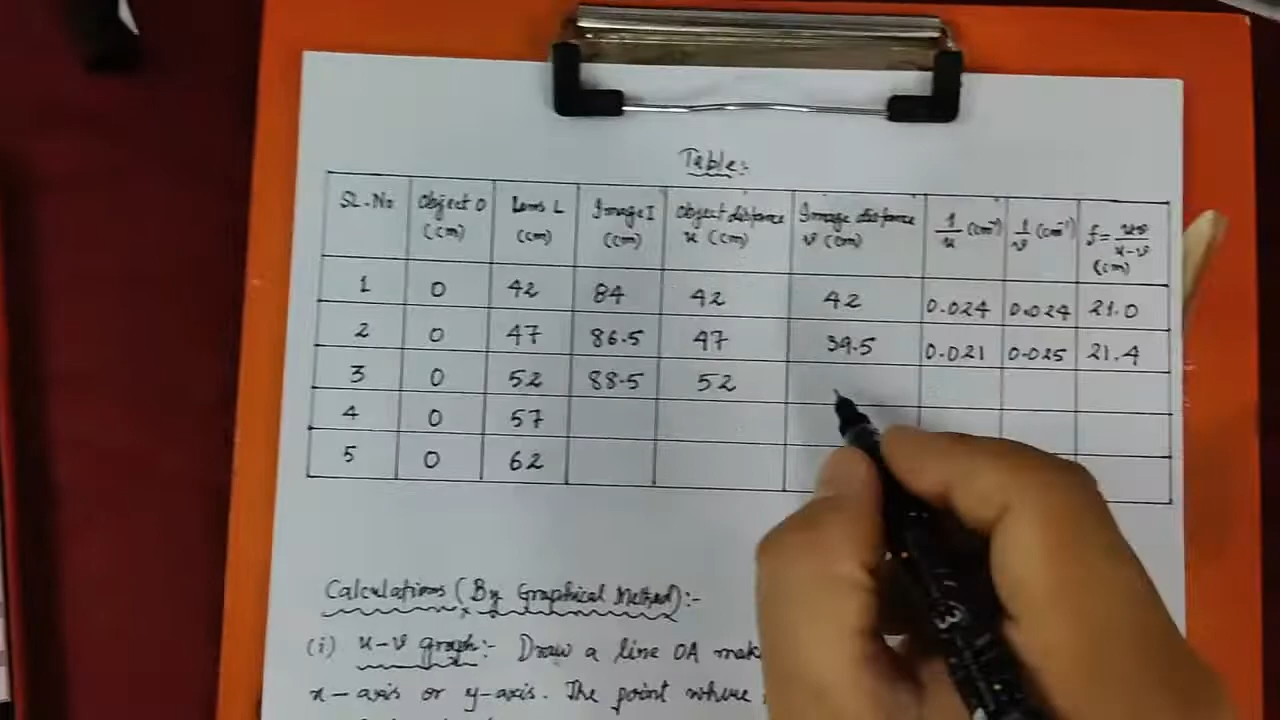 Table:-
SL.No Object O (cm) Lens L (cm) Image I (cm) Object distance u (cm) Image distance v (cm) 1/u (cm⁻¹) 1/v (cm⁻¹) f = uv/u-v (cm)
1 0 42 84 42 42 0.024 0.024 21.0
2 0 47 86.5 47 39.5 0.021 0.025 21.4
3 0 52 88.5 52
4 0 57
5 0 62
Calculations (By Graphical Method):-
(i) u-v graph:- Draw a line OA
x-axis or y-axis. The point where